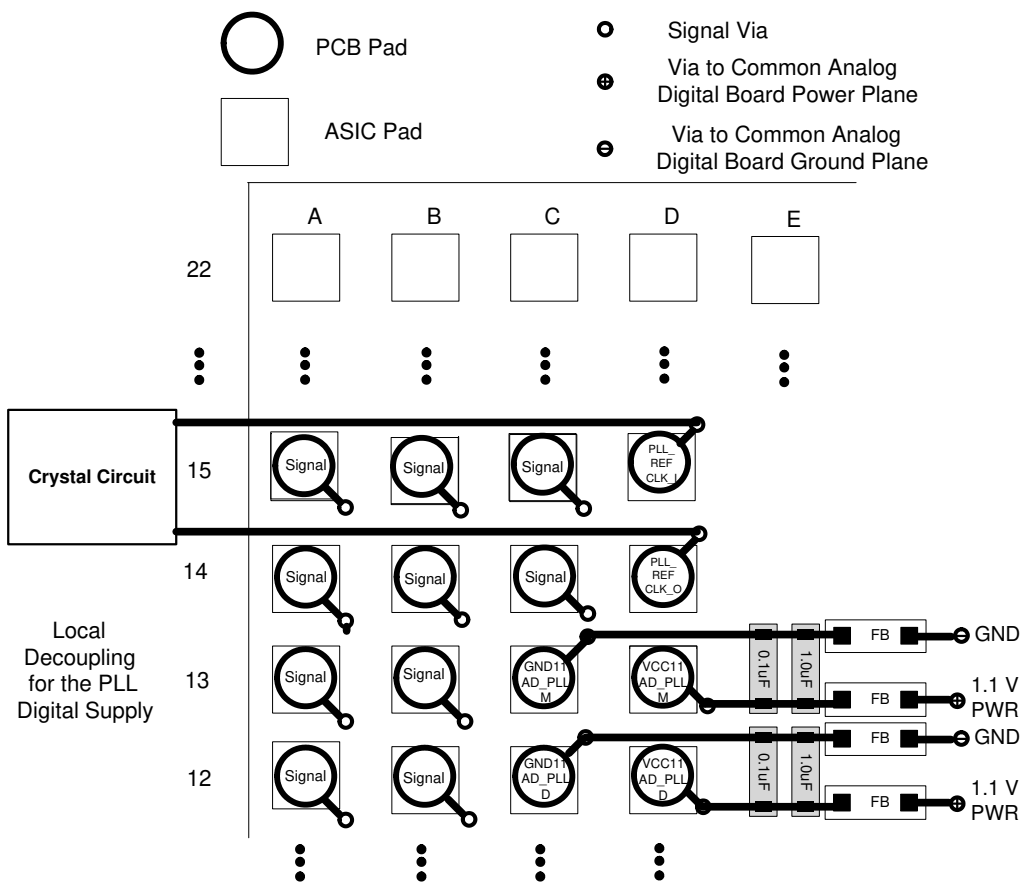 PCB Pad
Signal Via
Via to Common Analog
Digital Board Power Plane
ASIC Pad
Via to Common Analog
Digital Board Ground Plane
A B C D E
22
Crystal Circuit
15
Signal
Signal
Signal
PLL_
REF
CLK_I
14
Signal
Signal
Signal
PLL_
REF
CLK_O
Local
Decoupling
for the PLL
Digital Supply
13
Signal
Signal
GND11
AD_PLL
M
VCC11
AD_PLL
M
0.1uF
1.0uF
FB
GND
FB
1.1 V
PWR
12
Signal
Signal
GND11
AD_PLL
D
VCC11
AD_PLL
D
0.1uF
1.0uF
FB
GND
FB
1.1 V
PWR